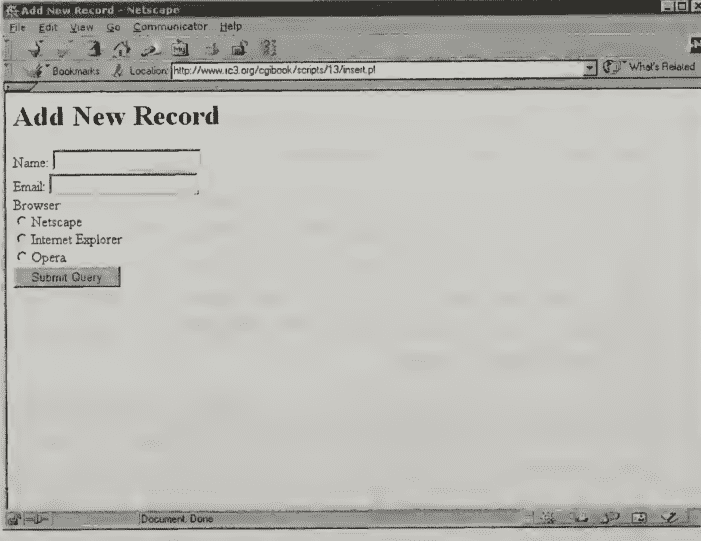 Add New Record - Netscape
File Edit View Go Communicator Help
Bookmarks Location: http://www.rc3.org/cgibook/scripts/13/insert.pl What's Related
Add New Record
Name:
Email:
Browser
Netscape
Internet Explorer
Opera
Submit Query
Document: Done